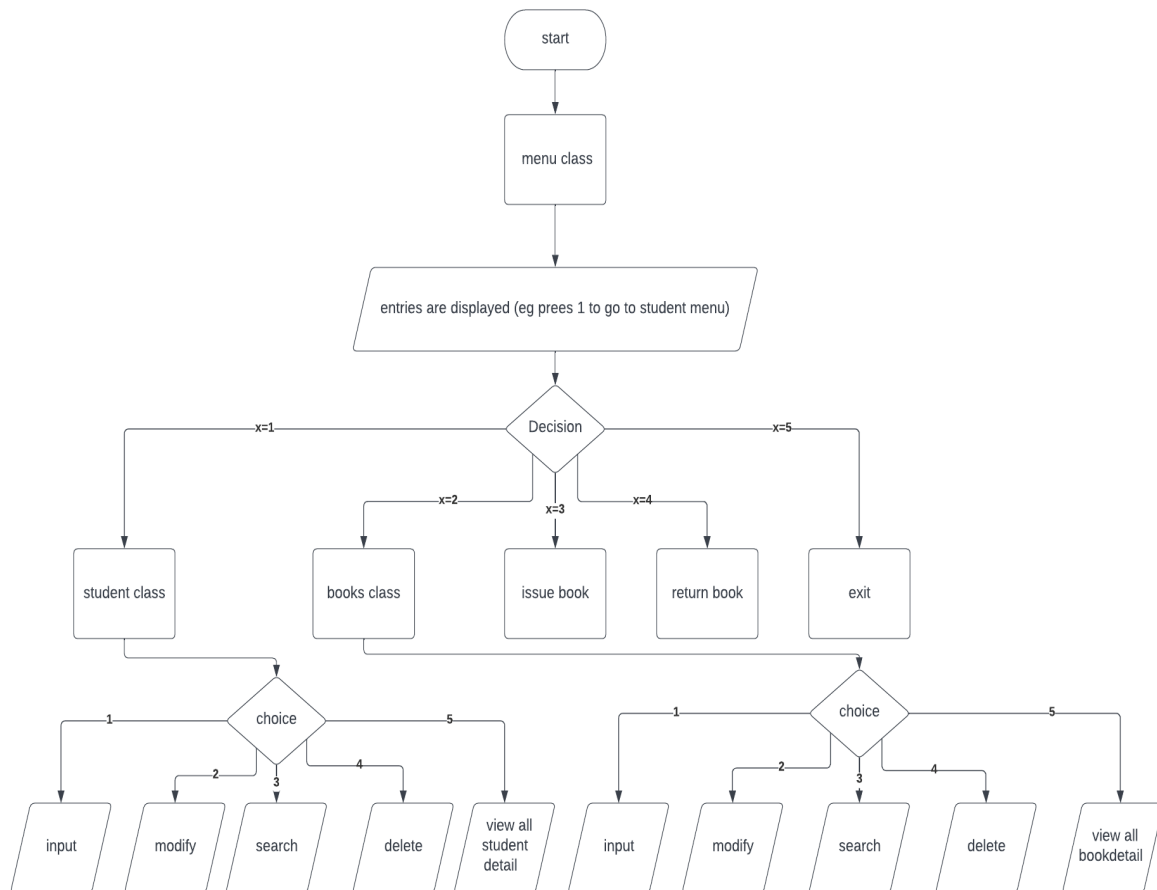 start
menu class
entries are displayed (eg prees 1 to go to student menu)
Decision
x=1
x=5
x=2
x=3
x=4
student class
books class
issue book
return book
exit
choice
choice
1
5
2
3
4
1
5
2
3
4
input
modify
search
delete
view all
student
detail
input
modify
search
delete
view all
bookdetail